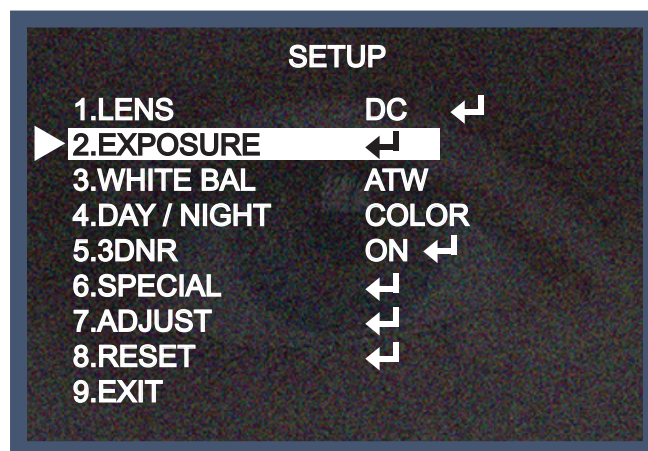 SETUP
1.LENS DC ↵
2.EXPOSURE ↵
3.WHITE BAL ATW
4.DAY / NIGHT COLOR
5.3DNR ON ↵
6.SPECIAL ↵
7.ADJUST ↵
8.RESET ↵
9.EXIT